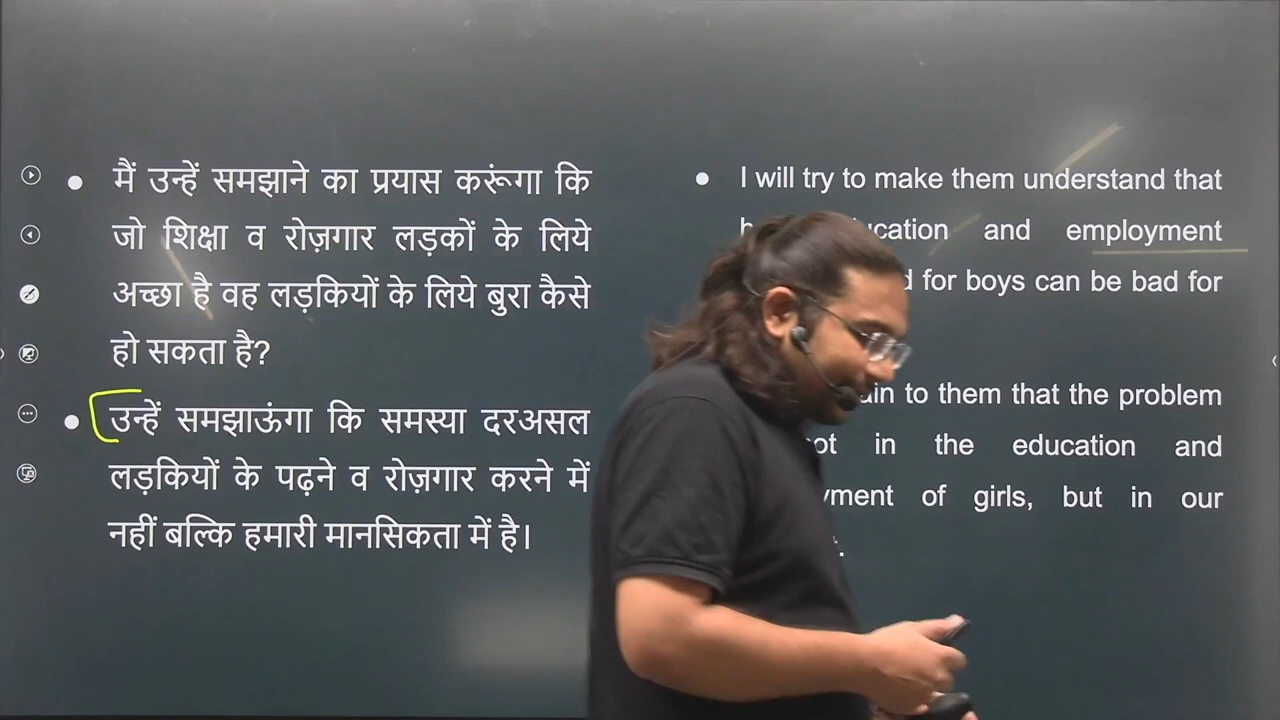 मैं उन्हें समझाने का प्रयास करूंगा कि
जो शिक्षा व रोज़गार लड़कों के लिये
अच्छा है वह लड़कियों के लिये बुरा कैसे
हो सकता है?
उन्हें समझाऊंगा कि समस्या दरअसल
लड़कियों के पढ़ने व रोज़गार करने में
नहीं बल्कि हमारी मानसिकता में है।
I will try to make them understand that
and employment
for boys can be bad for
to them that the problem
in the education and
of girls, but in our